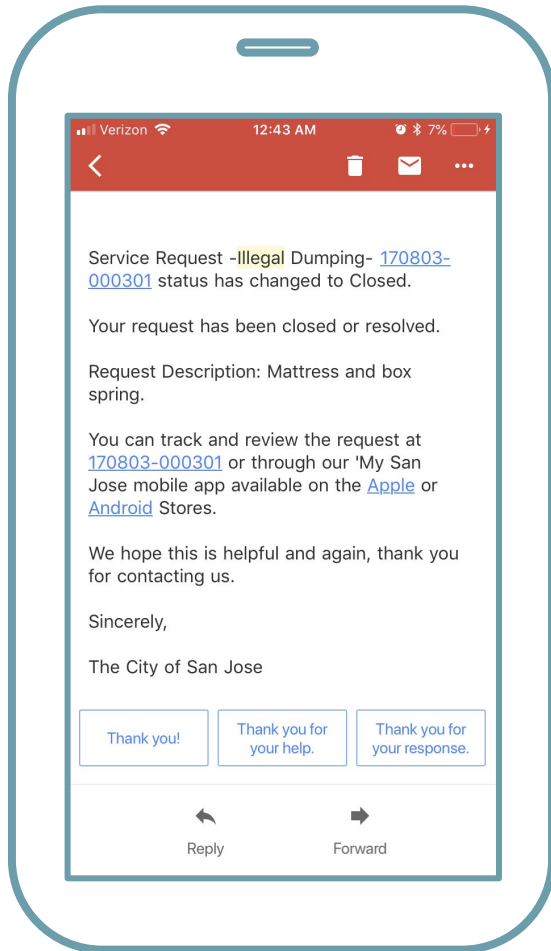 Verizon 12:43 AM 7%
Service Request -Illegal Dumping- 170803-
000301 status has changed to Closed.
Your request has been closed or resolved.
Request Description: Mattress and box
spring.
You can track and review the request at
170803-000301 or through our 'My San
Jose mobile app available on the Apple or
Android Stores.
We hope this is helpful and again, thank you
for contacting us.
Sincerely,
The City of San Jose
Thank you!
Thank you for
your help.
Thank you for
your response.
Reply Forward